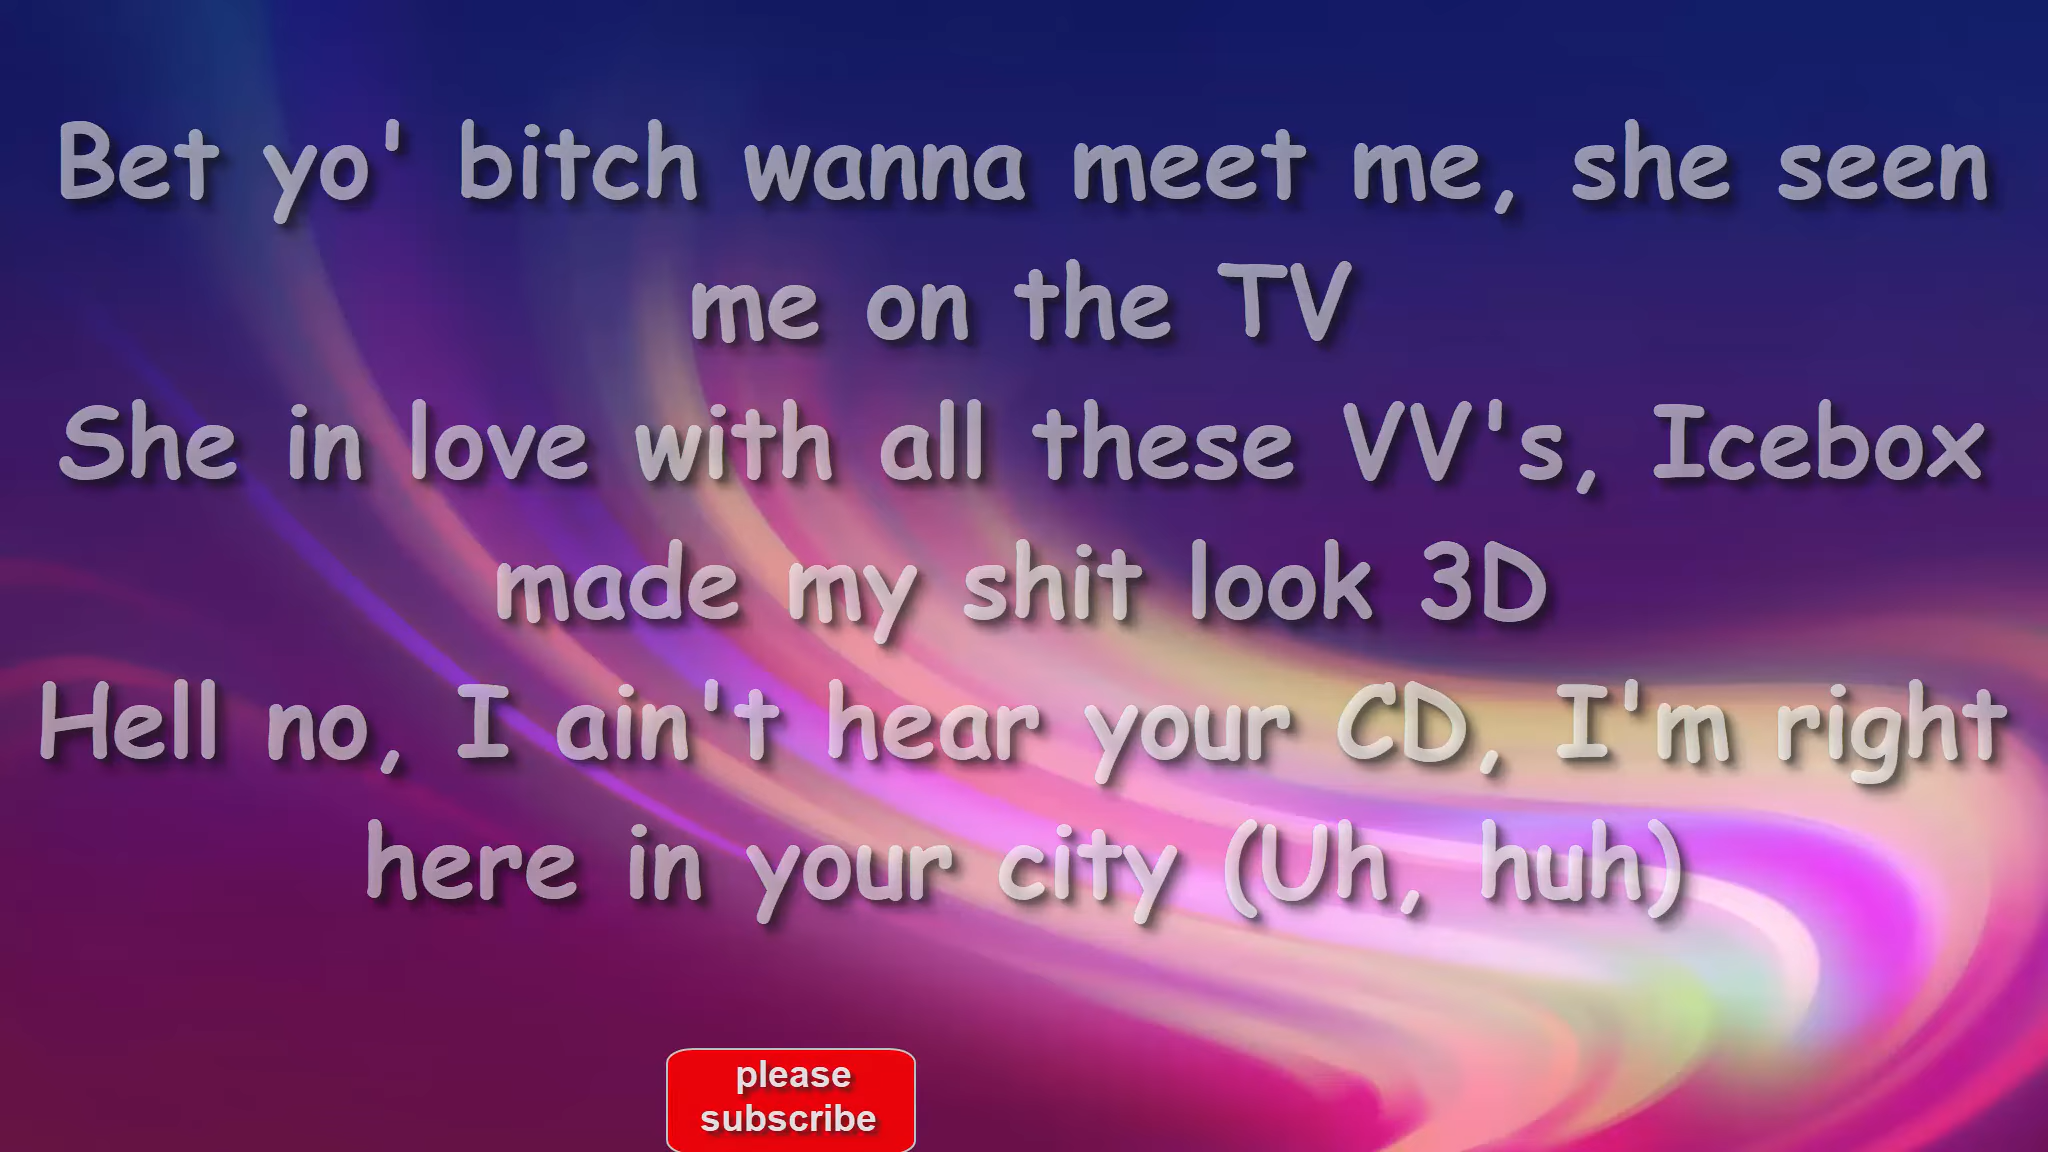 Bet yo' bitch wanna meet me, she seen
me on the TV
She in love with all these VV's, Icebox
made my shit look 3D
Hell no, I ain't hear your CD, I'm right
here in your city (Uh, huh)
please
subscribe